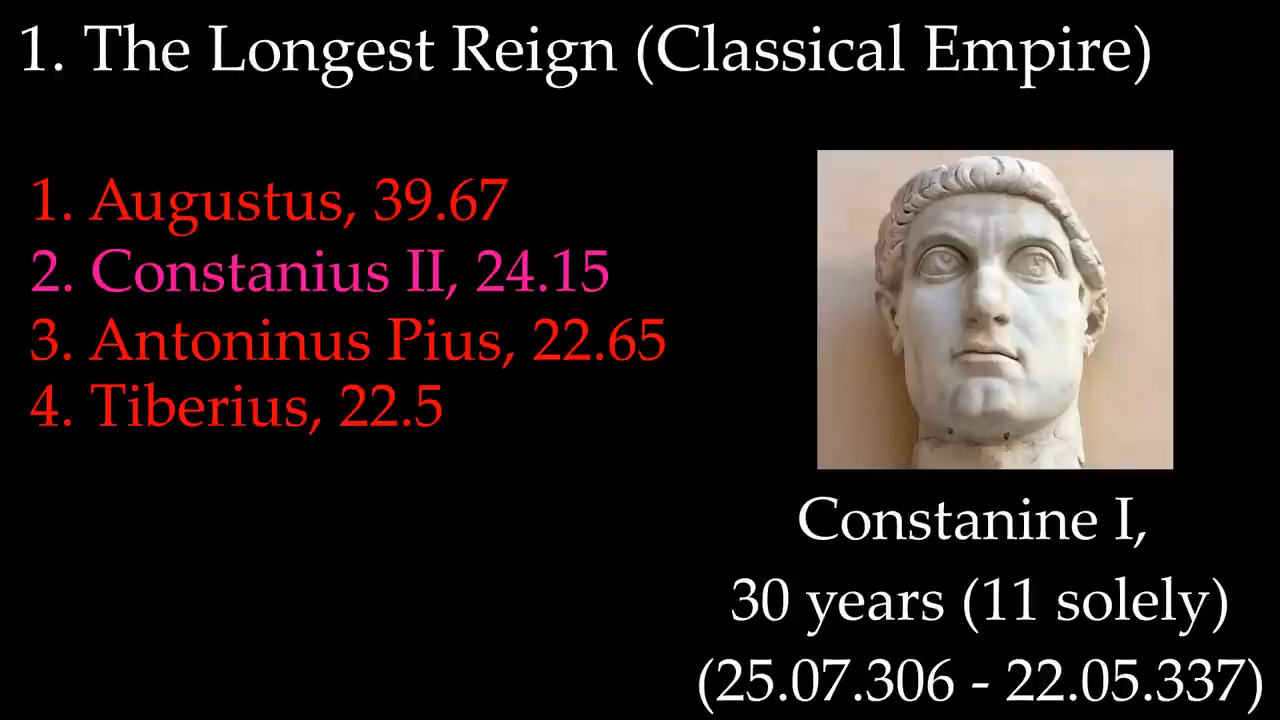 1. The Longest Reign (Classical Empire)
1. Augustus, 39.67
2. Constanius II, 24.15
3. Antoninus Pius, 22.65
4. Tiberius, 22.5
Constanine I,
30 years (11 solely)
(25.07.306 - 22.05.337)